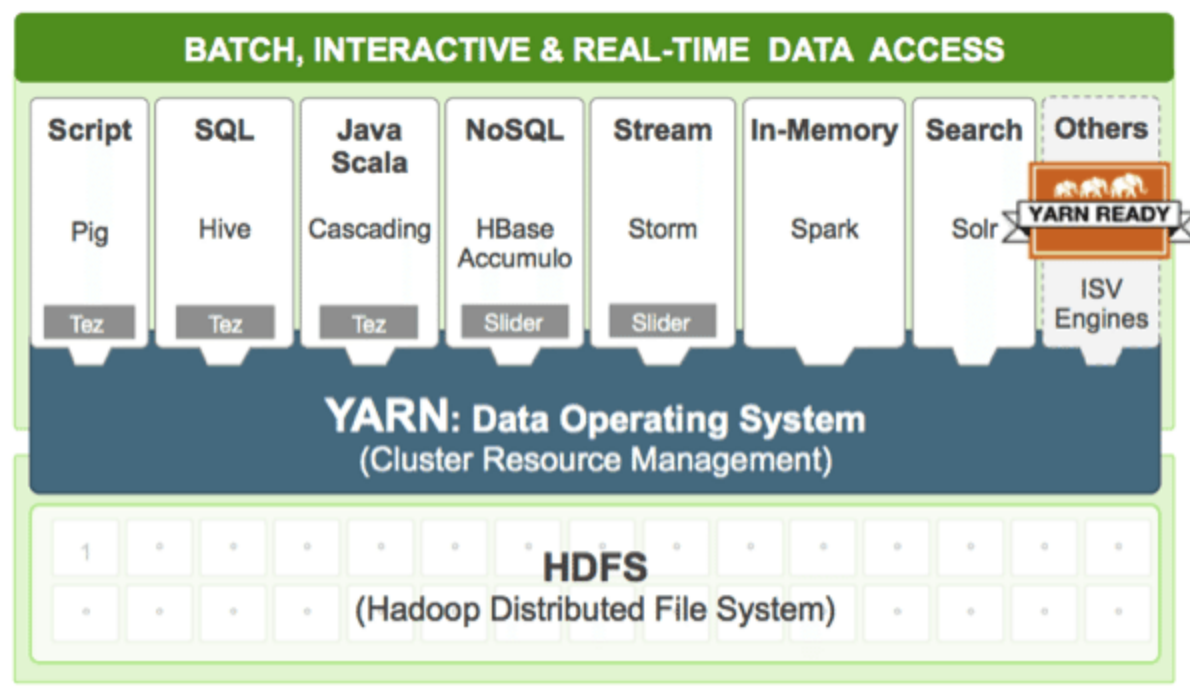 BATCH, INTERACTIVE & REAL-TIME DATA ACCESS
Script
Pig
Tez
SQL
Hive
Tez
Java
Scala
Cascading
Tez
NoSQL
HBase
Accumulo
Slider
Stream
Storm
Slider
In-Memory
Spark
Search
Solr
Others
YARN READY
ISV
Engines
YARN: Data Operating System
(Cluster Resource Management)
1
HDFS
(Hadoop Distributed File System)